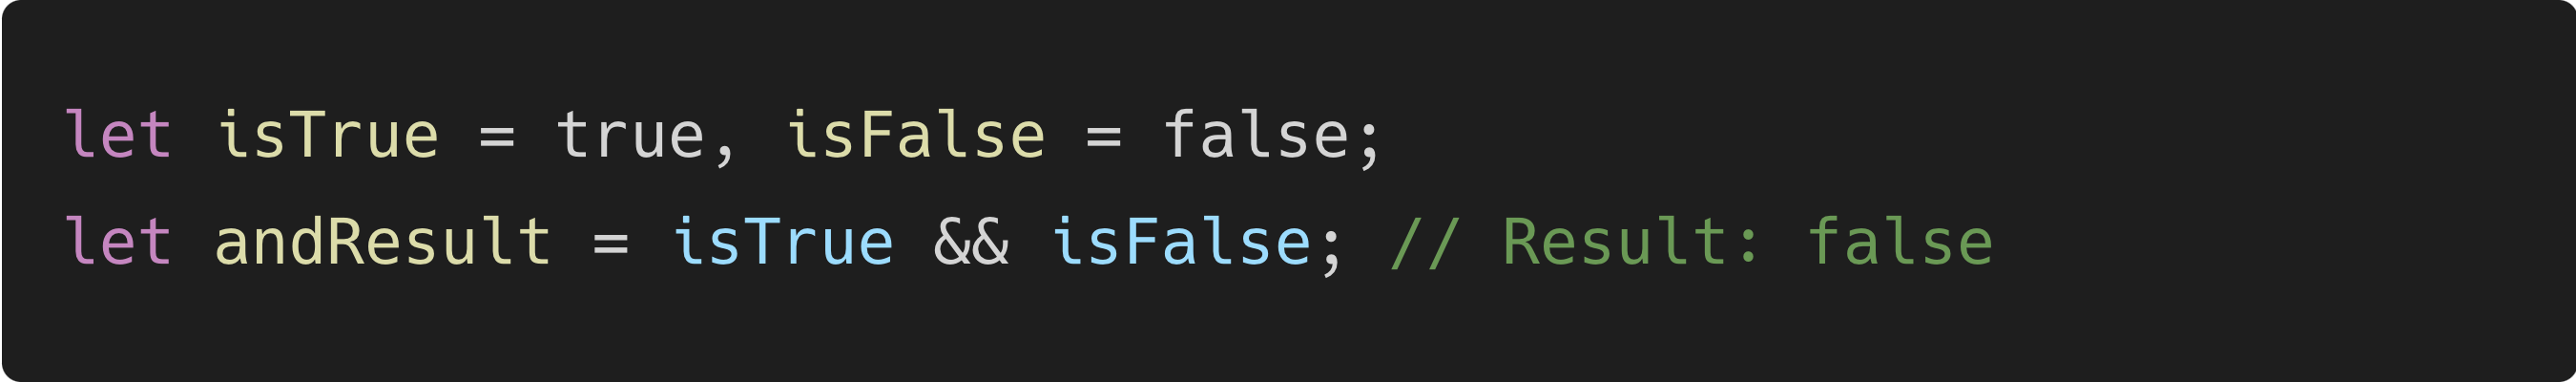 let isTrue = true, isFalse = false;
let andResult = isTrue && isFalse; // Result: false